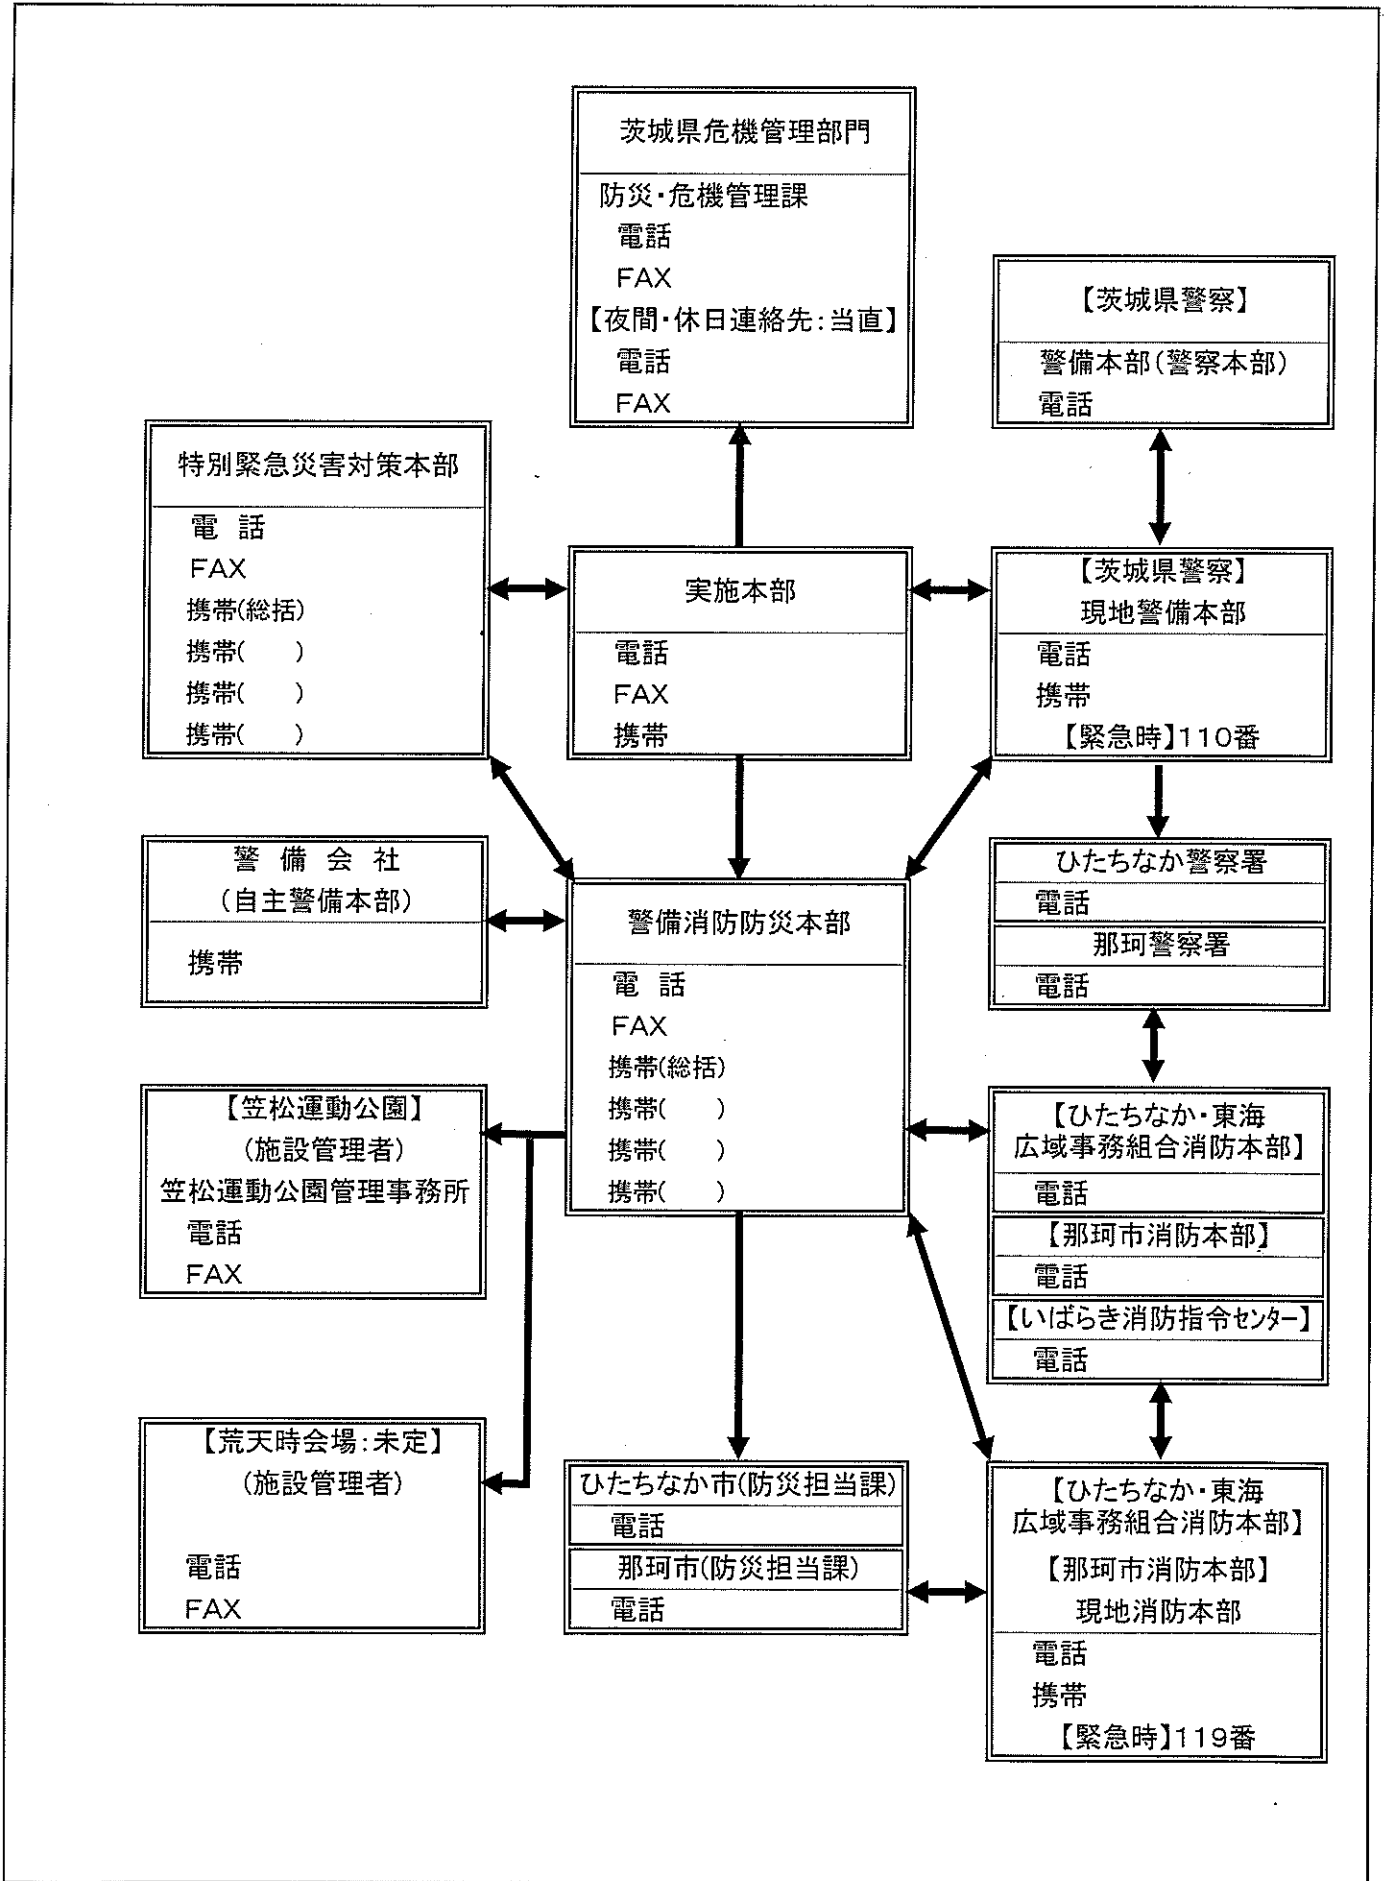 茨城県危機管理部門
防災・危機管理課
電話
FAX
【夜間・休日連絡先:当直】
電話
FAX
【茨城県警察】
警備本部(警察本部)
電話
特別緊急災害対策本部
電 話
FAX
携帯(総括)
携帯(　　)
携帯(　　)
携帯(　　)
実施本部
電話
FAX
携帯
【茨城県警察】
現地警備本部
電話
携帯
【緊急時】110番
警 備 会 社
(自主警備本部)
携帯
警備消防防災本部
電 話
FAX
携帯(総括)
携帯(　　)
携帯(　　)
携帯(　　)
ひたちなか警察署
電話
那珂警察署
電話
【笠松運動公園】
(施設管理者)
笠松運動公園管理事務所
電話
FAX
【ひたちなか・東海
広域事務組合消防本部】
電話
【那珂市消防本部】
電話
【いばらき消防指令センター】
電話
【荒天時会場:未定】
(施設管理者)
電話
FAX
ひたちなか市(防災担当課)
電話
那珂市(防災担当課)
電話
【ひたちなか・東海
広域事務組合消防本部】
【那珂市消防本部】
現地消防本部
電話
携帯
【緊急時】119番